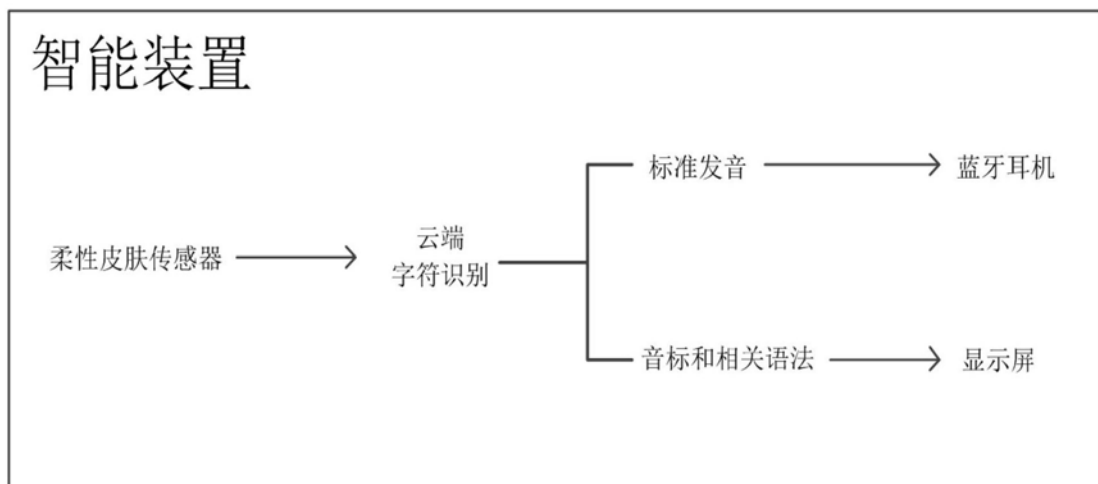 智能装置
标准发音
蓝牙耳机
柔性皮肤传感器
云端
字符识别
音标和相关语法
显示屏